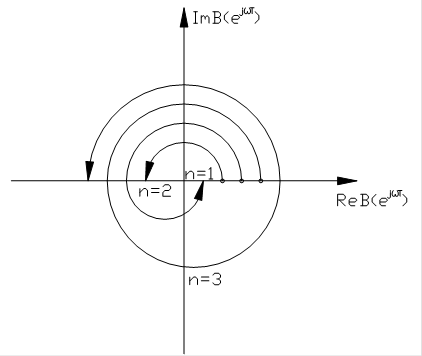 ImB(e^jωT)
n=1
n=2
ReB(e^jωT)
n=3